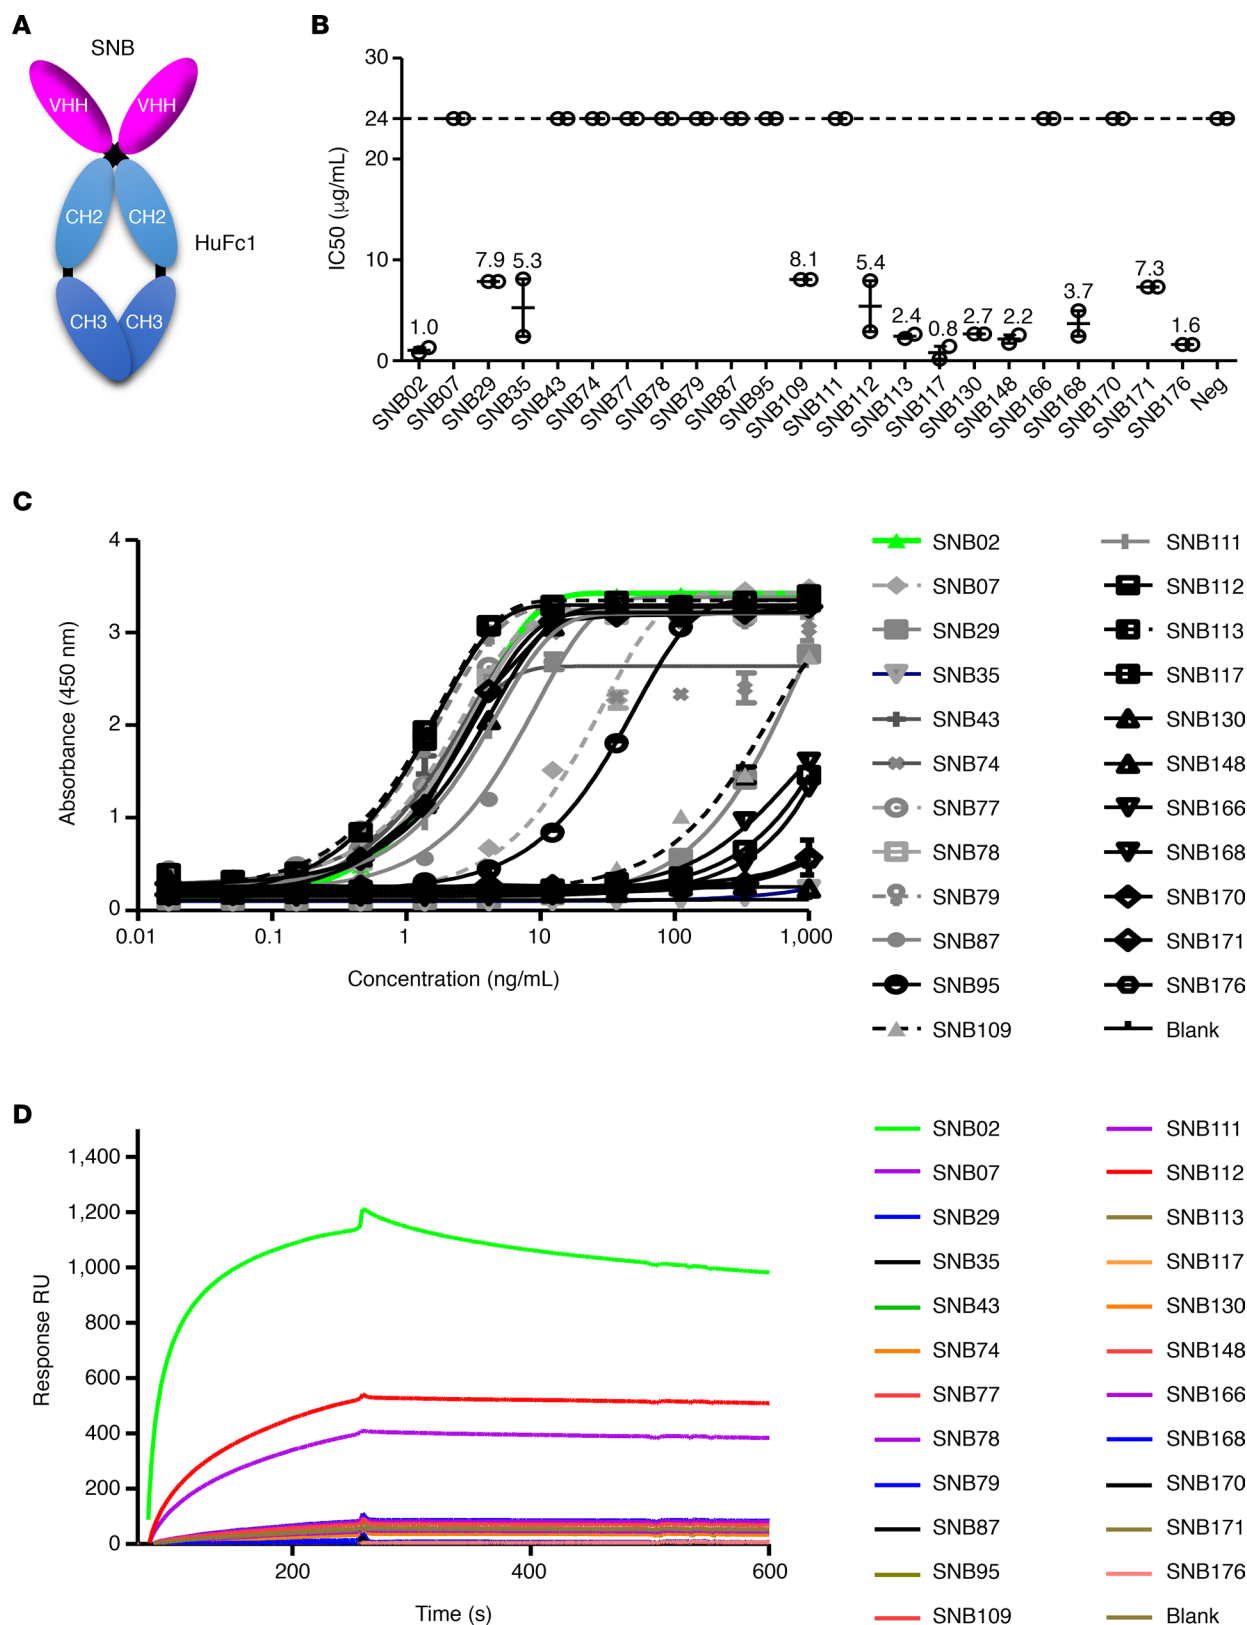 A
SNB
VHH VHH
CH2 CH2
HuFc1
CH3 CH3
B
IC50 (µg/mL)
30
24
20
10
0
1.0 7.9 5.3 8.1 5.4 2.4 0.8 2.7 2.2 3.7 7.3 1.6
SNB02 SNB07 SNB29 SNB35 SNB43 SNB74 SNB77 SNB78 SNB79 SNB87 SNB95 SNB109 SNB111 SNB112 SNB113 SNB117 SNB130 SNB148 SNB166 SNB168 SNB170 SNB171 SNB176 Neg
C
Absorbance (450 nm)
4
3
2
1
0
0.01 0.1 1 10 100 1,000
Concentration (ng/mL)
SNB02 SNB111
SNB07 SNB112
SNB29 SNB113
SNB35 SNB117
SNB43 SNB130
SNB74 SNB148
SNB77 SNB166
SNB78 SNB168
SNB79 SNB170
SNB87 SNB171
SNB95 SNB176
SNB109 Blank
D
Response RU
1,400
1,200
1,000
800
600
400
200
0
200 400 600
Time (s)
SNB02 SNB111
SNB07 SNB112
SNB29 SNB113
SNB35 SNB117
SNB43 SNB130
SNB74 SNB148
SNB77 SNB166
SNB78 SNB168
SNB79 SNB170
SNB87 SNB171
SNB95 SNB176
SNB109 Blank